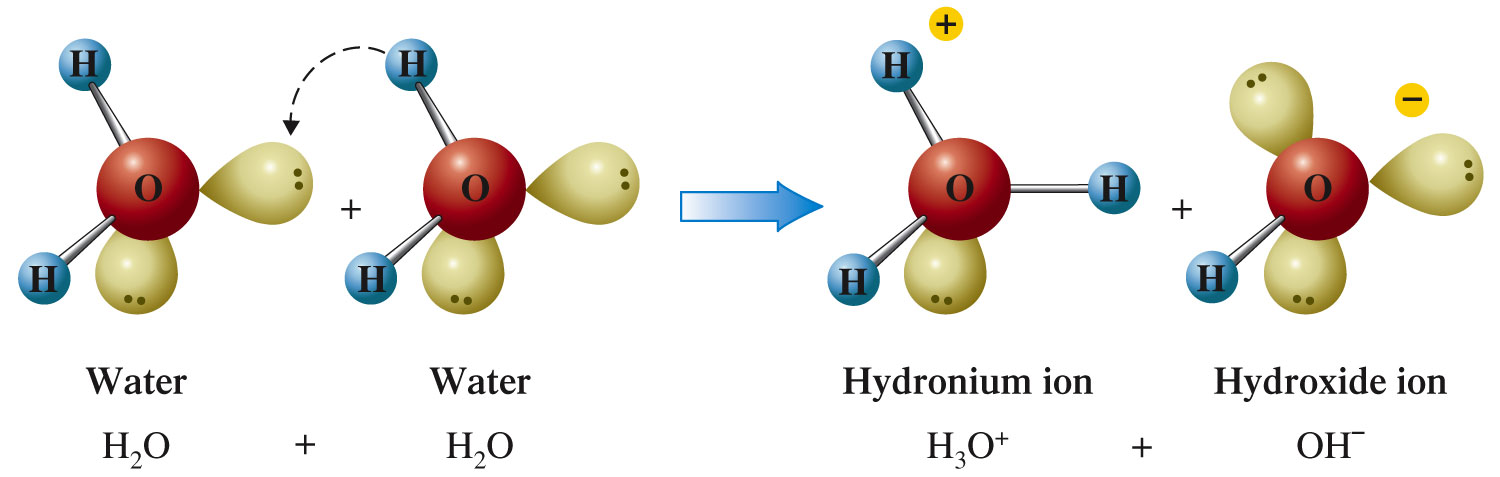 H H H +
O O O H −
+ + O
H H H H
Water Water Hydronium ion Hydroxide ion
H₂O + H₂O H₃O⁺ + OH⁻